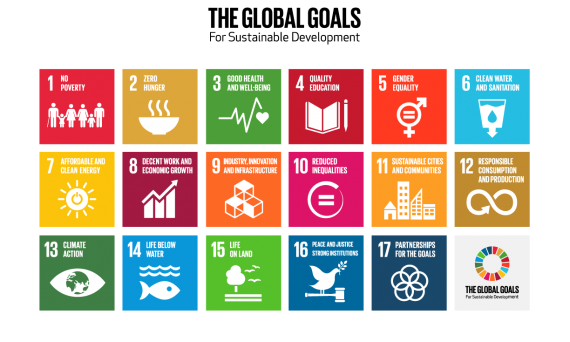 THE GLOBAL GOALS
For Sustainable Development
1 NO
POVERTY
2 ZERO
HUNGER
3 GOOD HEALTH
AND WELL-BEING
4 QUALITY
EDUCATION
5 GENDER
EQUALITY
6 CLEAN WATER
AND SANITATION
7 AFFORDABLE AND
CLEAN ENERGY
8 DECENT WORK AND
ECONOMIC GROWTH
9 INDUSTRY, INNOVATION
AND INFRASTRUCTURE
10 REDUCED
INEQUALITIES
11 SUSTAINABLE CITIES
AND COMMUNITIES
12 RESPONSIBLE
CONSUMPTION
AND PRODUCTION
13 CLIMATE
ACTION
14 LIFE BELOW
WATER
15 LIFE
ON LAND
16 PEACE AND JUSTICE
STRONG INSTITUTIONS
17 PARTNERSHIPS
FOR THE GOALS
THE GLOBAL GOALS
For Sustainable Development